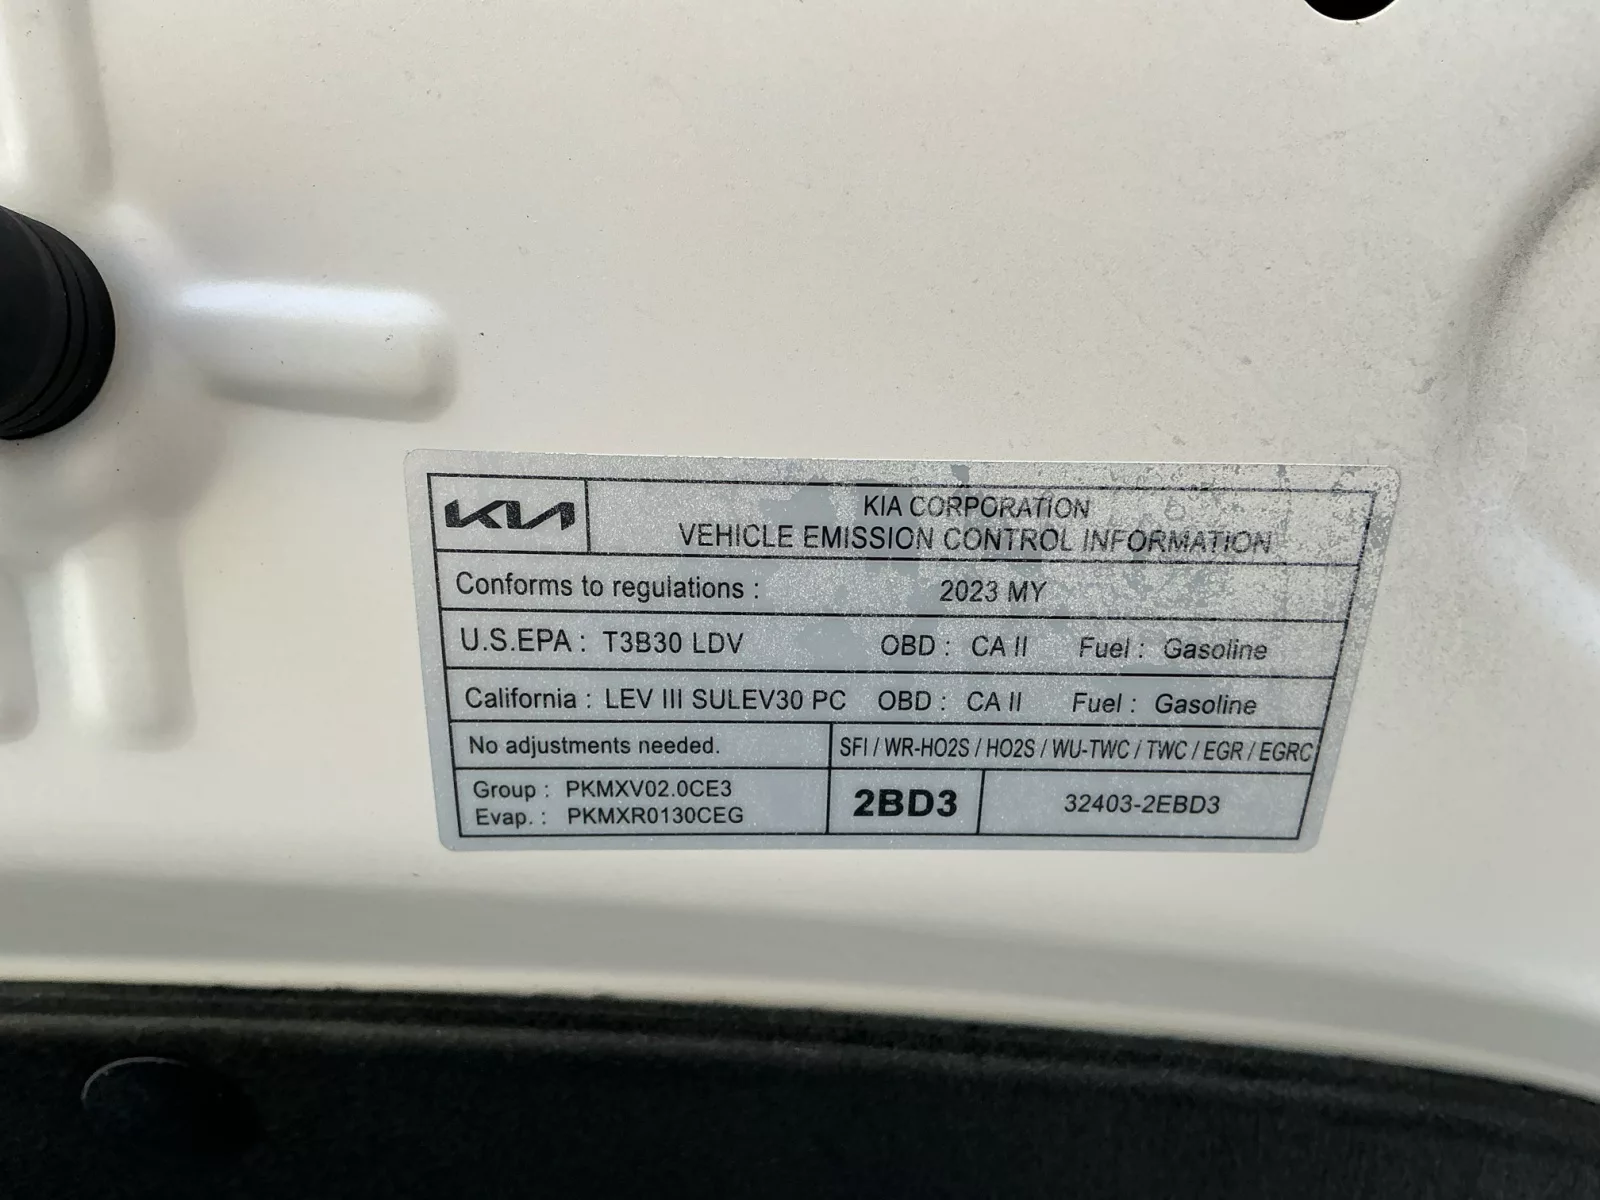 KIA
KIA CORPORATION
VEHICLE EMISSION CONTROL INFORMATION
Conforms to regulations : 2023 MY
U.S.EPA : T3B30 LDV OBD : CA II Fuel : Gasoline
California : LEV III SULEV30 PC OBD : CA II Fuel : Gasoline
No adjustments needed. SFI / WR-HO2S / HO2S / WU-TWC / TWC / EGR / EGRC
Group : PKMXV02.0CE3
Evap. : PKMXR0130CEG
2BD3 32403-2EBD3